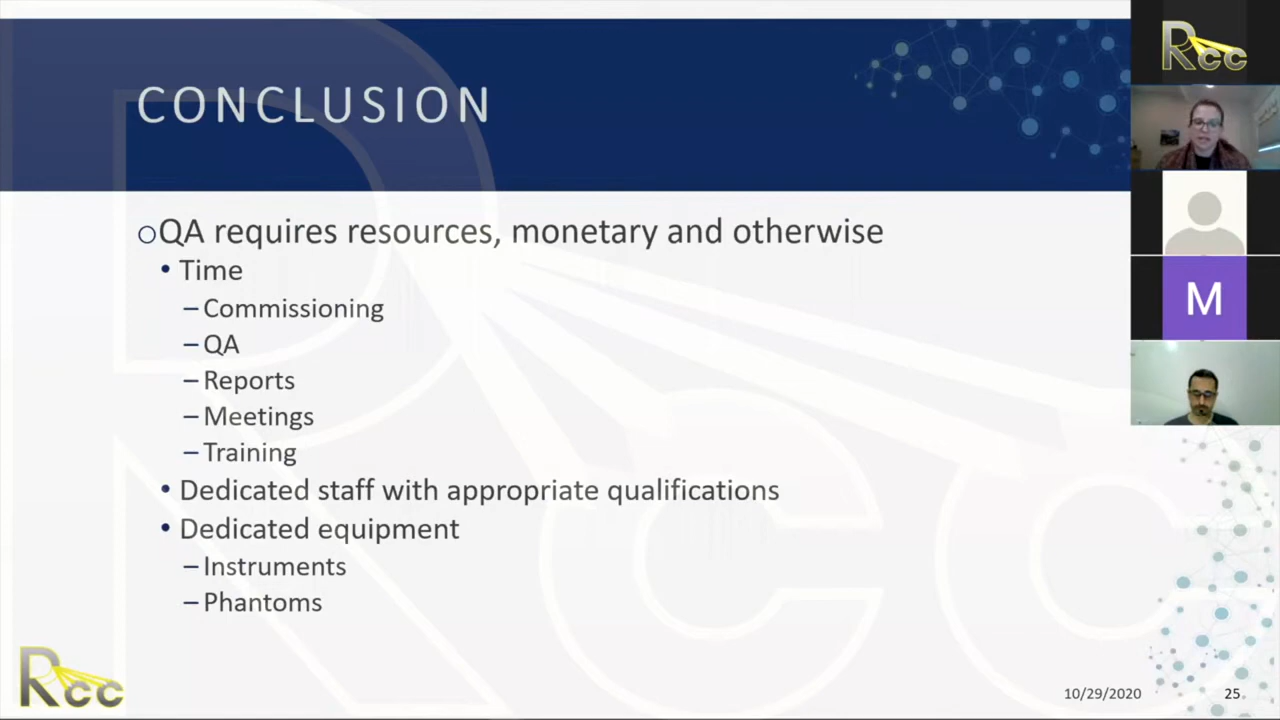 CONCLUSION
oQA requires resources, monetary and otherwise
• Time
– Commissioning
– QA
– Reports
– Meetings
– Training
• Dedicated staff with appropriate qualifications
• Dedicated equipment
– Instruments
– Phantoms
Rcc
10/29/2020
25
Rcc
M